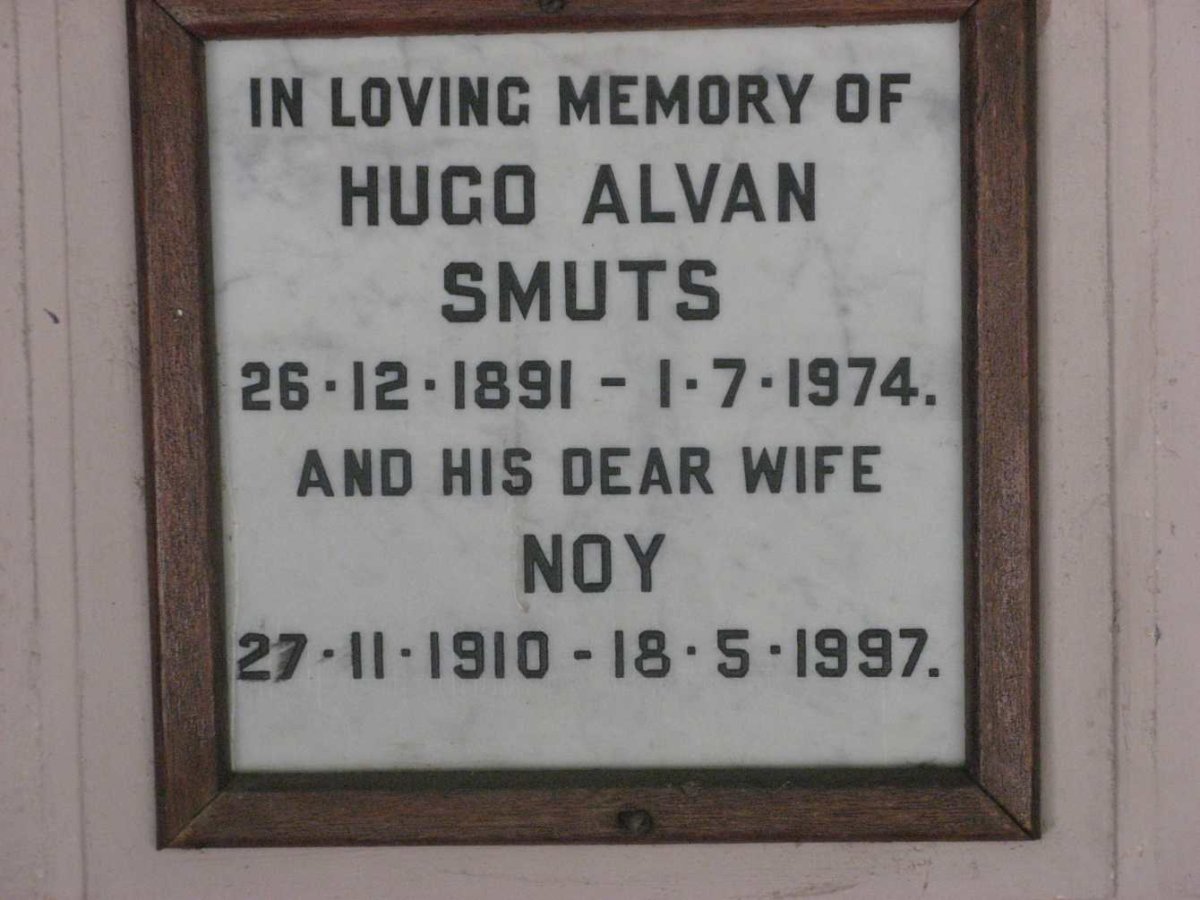 IN LOVING MEMORY OF
HUGO ALVAN
SMUTS
26·12·1891 – 1·7·1974.
AND HIS DEAR WIFE
NOY
27·11·1910 – 18·5·1997.